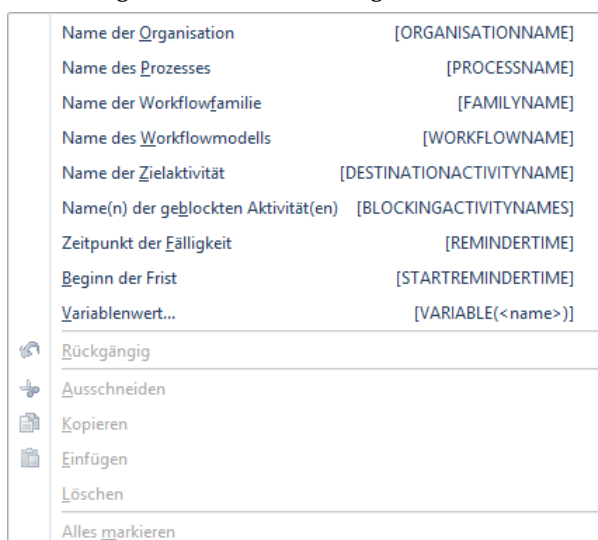 Name der Organisation [ORGANISATIONNAME]
Name des Prozesses [PROCESSNAME]
Name der Workflowfamilie [FAMILYNAME]
Name des Workflowmodells [WORKFLOWNAME]
Name der Zielaktivität [DESTINATIONACTIVITYNAME]
Name(n) der geblockten Aktivität(en) [BLOCKINGACTIVITYNAMES]
Zeitpunkt der Fälligkeit [REMINDERTIME]
Beginn der Frist [STARTREMINDERTIME]
Variablenwert... [VARIABLE(<name>)]
Rückgängig
Ausschneiden
Kopieren
Einfügen
Löschen
Alles markieren